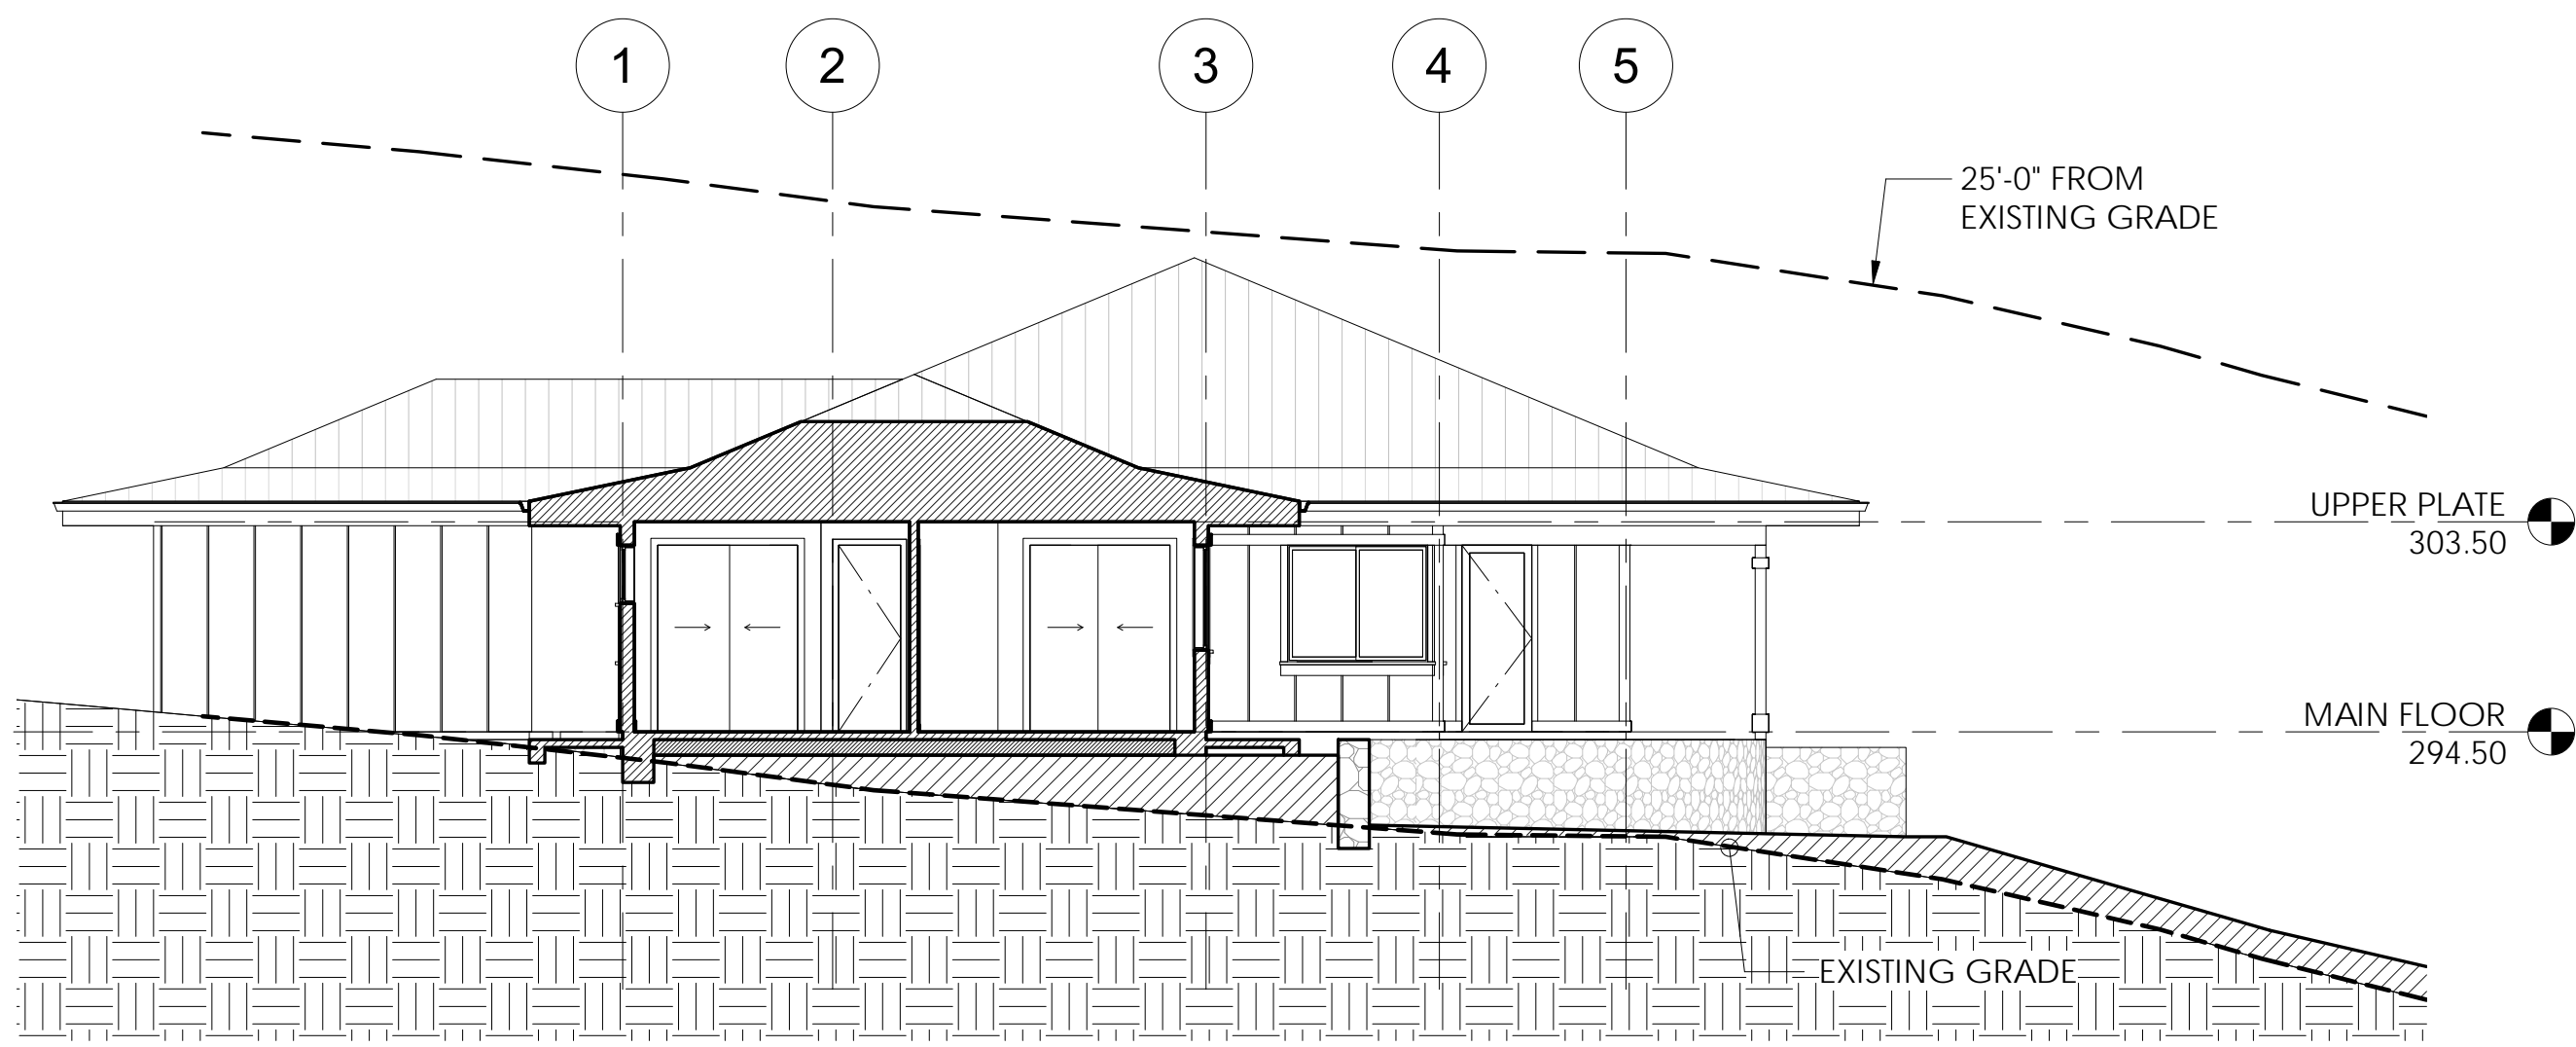 1 2 3 4 5
25'-0" FROM
EXISTING GRADE
UPPER PLATE
303.50
MAIN FLOOR
294.50
EXISTING GRADE